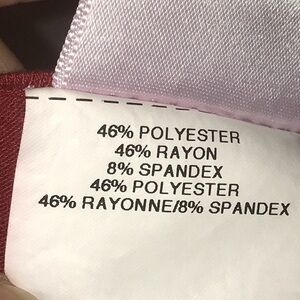 46% POLYESTER
46% RAYON
8% SPANDEX
46% POLYESTER
46% RAYONNE/8% SPANDEX